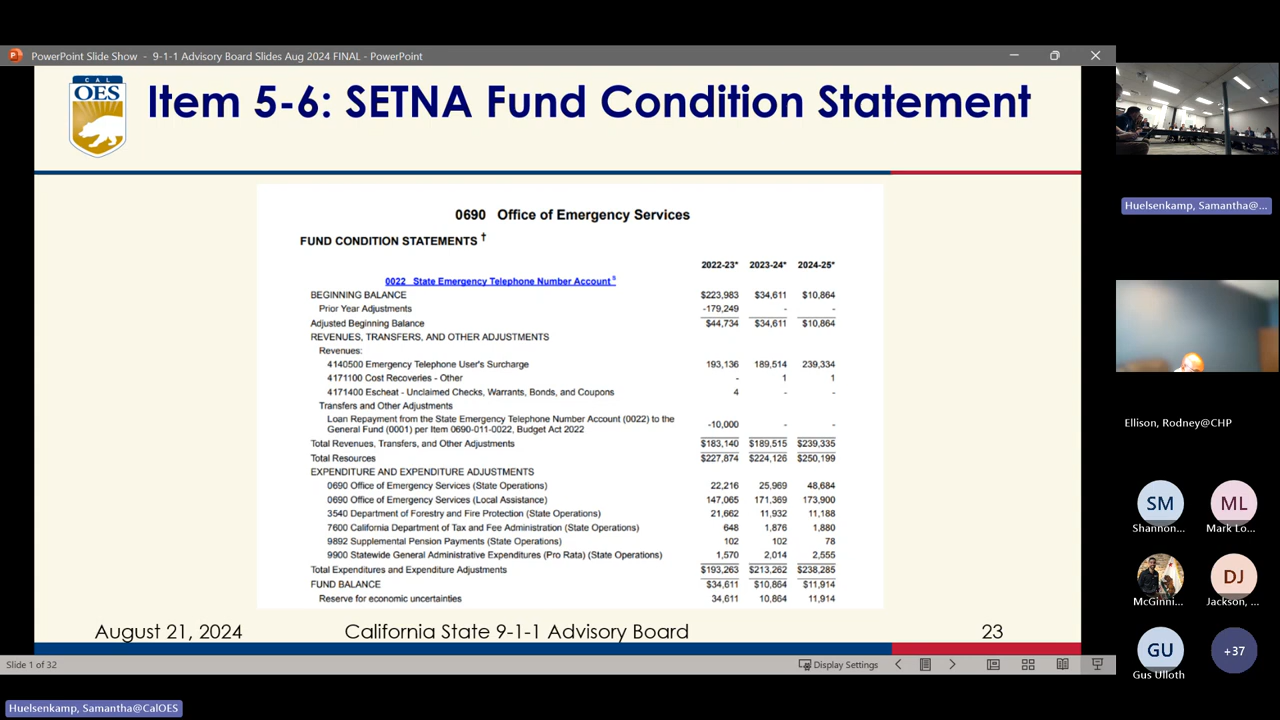 PowerPoint Slide Show - 9-1-1 Advisory Board Slides Aug 2024 FINAL - PowerPoint
CAL
OES
Item 5-6: SETNA Fund Condition Statement
0690 Office of Emergency Services
FUND CONDITION STATEMENTS †
2022-23* 2023-24* 2024-25*
0022 State Emergency Telephone Number Account s
BEGINNING BALANCE $223,983 $34,611 $10,864
Prior Year Adjustments -179,249 - -
Adjusted Beginning Balance $44,734 $34,611 $10,864
REVENUES, TRANSFERS, AND OTHER ADJUSTMENTS
Revenues:
4140500 Emergency Telephone User's Surcharge 193,136 189,514 239,334
4171100 Cost Recoveries - Other - 1 1
4171400 Escheat - Unclaimed Checks, Warrants, Bonds, and Coupons 4 - -
Transfers and Other Adjustments
Loan Repayment from the State Emergency Telephone Number Account (0022) to the
General Fund (0001) per Item 0690-011-0022, Budget Act 2022 -10,000 - -
Total Revenues, Transfers, and Other Adjustments $183,140 $189,515 $239,335
Total Resources $227,874 $224,126 $250,199
EXPENDITURE AND EXPENDITURE ADJUSTMENTS
0690 Office of Emergency Services (State Operations) 22,216 25,969 48,684
0690 Office of Emergency Services (Local Assistance) 147,065 171,369 173,900
3540 Department of Forestry and Fire Protection (State Operations) 21,662 11,932 11,188
7600 California Department of Tax and Fee Administration (State Operations) 648 1,876 1,880
9892 Supplemental Pension Payments (State Operations) 102 102 78
9900 Statewide General Administrative Expenditures (Pro Rata) (State Operations) 1,570 2,014 2,555
Total Expenditures and Expenditure Adjustments $193,263 $213,262 $238,285
FUND BALANCE $34,611 $10,864 $11,914
Reserve for economic uncertainties 34,611 10,864 11,914
August 21, 2024 California State 9-1-1 Advisory Board 23
Slide 1 of 32
Display Settings
Huelsenkamp, Samantha@CalOES
Huelsenkamp, Samantha@...
Ellison, Rodney@CHP
SM
Shannon...
ML
Mark Lo...
McGinni...
DJ
Jackson, ...
GU
Gus Ulloth
+37